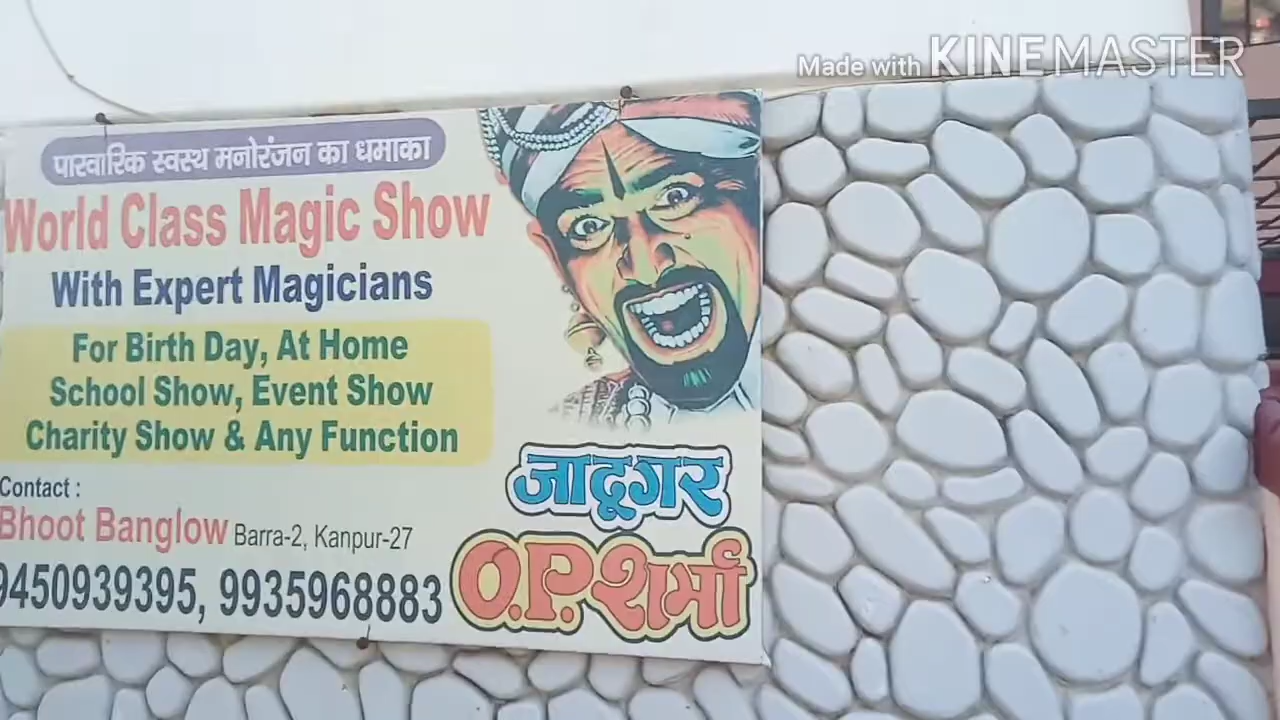 Made with KINEMASTER
पारवारिक स्वस्थ मनोरंजन का धमाका
World Class Magic Show
With Expert Magicians
For Birth Day, At Home
School Show, Event Show
Charity Show & Any Function
Contact :
Bhoot Banglow Barra-2, Kanpur-27
9450939395, 9935968883
जादूगर
O.P. शर्मा